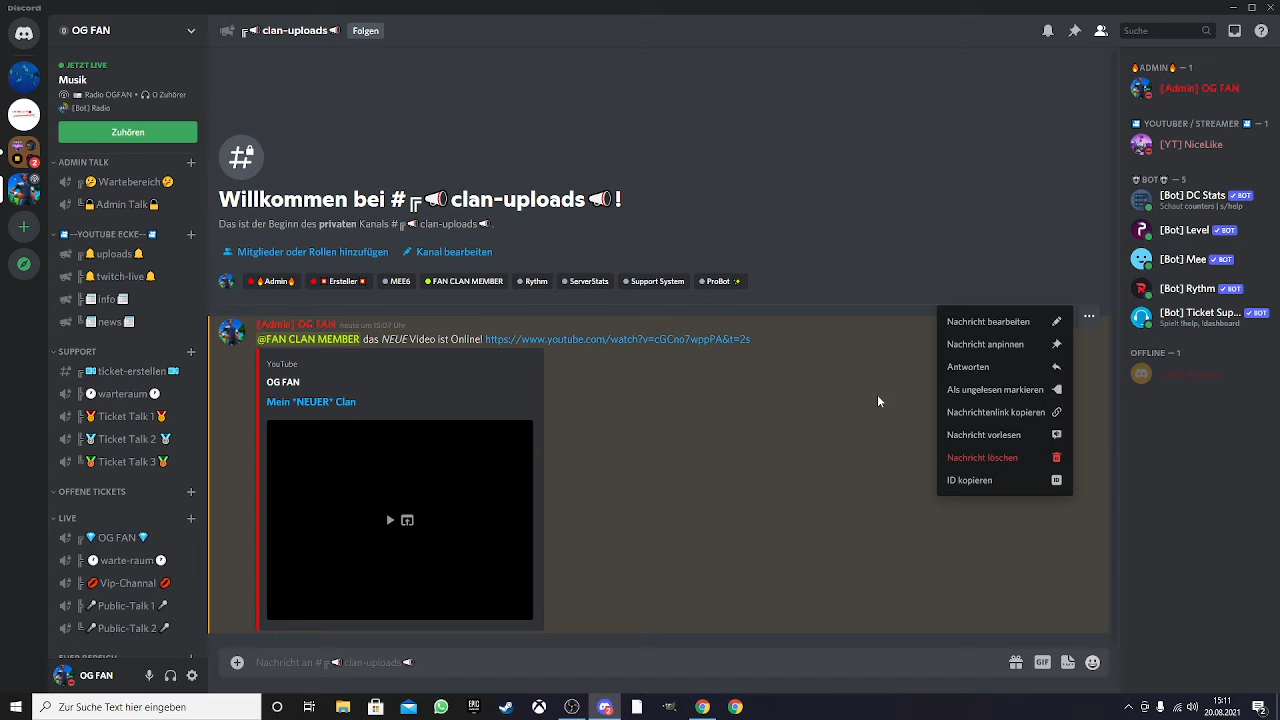 Discord
OG FAN
╔📢 clan-uploads📢
Folgen
Suche
JETZT LIVE
Musik
Radio OGFAN • 0 Zuhörer
[Bot] Radio
Zuhören
ADMIN TALK
╔😕Wartebereich😕
╚🔒Admin Talk🔒
🎦--YOUTUBE ECKE--🎦
╔🔔uploads🔔
╠🔔twitch-live🔔
╠📰info📰
╚📰news📰
SUPPORT
╔🎫ticket-erstellen🎫
╠🕐warteraum🕐
╠🥇Ticket Talk 1🥇
╠🥈Ticket Talk 2🥈
╚🥉Ticket Talk 3🥉
OFFENE TICKETS
LIVE
╔💎OG FAN💎
╠🕐warte-raum🕐
╠💋Vip-Channel💋
╠🎤Public-Talk 1🎤
╚🎤Public-Talk 2🎤
EUER BEREICH
OG FAN
Willkommen bei #╔📢 clan-uploads📢!
Das ist der Beginn des privaten Kanals #╔📢 clan-uploads📢.
Mitglieder oder Rollen hinzufügen
Kanal bearbeiten
🔥Admin🔥
💥Ersteller💥
MEE6
FAN CLAN MEMBER
Rythm
ServerStats
Support System
ProBot ✨
[Admin] OG FAN heute um 15:07 Uhr
@FAN CLAN MEMBER das NEUE Video ist Online! https://www.youtube.com/watch?v=cGCno7wppPA&t=2s
YouTube
OG FAN
Mein *NEUER* Clan
Nachricht bearbeiten
Nachricht anpinnen
Antworten
Als ungelesen markieren
Nachrichtenlink kopieren
Nachricht vorlesen
Nachricht löschen
ID kopieren
Nachricht an #╔📢 clan-uploads📢
GIF
🔥ADMIN🔥 — 1
[Admin] OG FAN
🎦 YOUTUBER / STREAMER 🎦 — 1
[YT] NiceLike
BOT — 5
[Bot] DC Stats ✓ BOT
Schaut counters | s/help
[Bot] Level ✓ BOT
[Bot] Mee ✓ BOT
[Bot] Rythm ✓ BOT
[Bot] Ticket Sup... ✓ BOT
Spielt !help, !dashboard
OFFLINE — 1
Zur Suche Text hier eingeben
15:11
20.08.2021